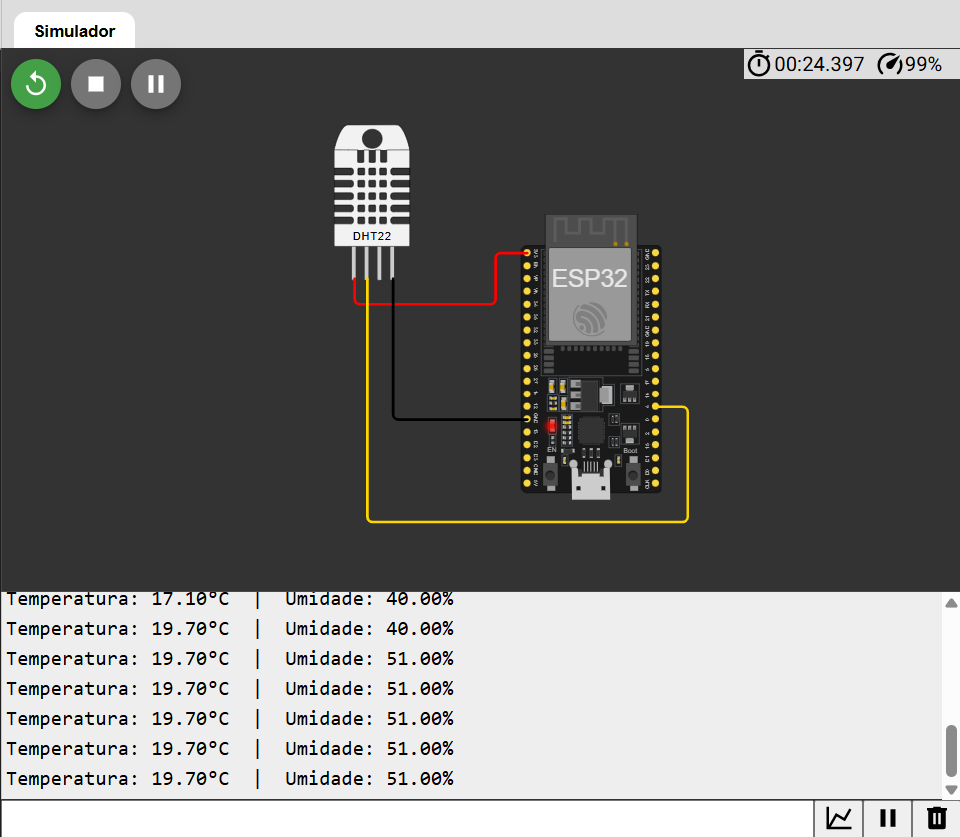 Simulador
00:24.397 99%
DHT22
ESP32
EN
Boot
Temperatura: 17.10°C | Umidade: 40.00%
Temperatura: 19.70°C | Umidade: 40.00%
Temperatura: 19.70°C | Umidade: 51.00%
Temperatura: 19.70°C | Umidade: 51.00%
Temperatura: 19.70°C | Umidade: 51.00%
Temperatura: 19.70°C | Umidade: 51.00%
Temperatura: 19.70°C | Umidade: 51.00%